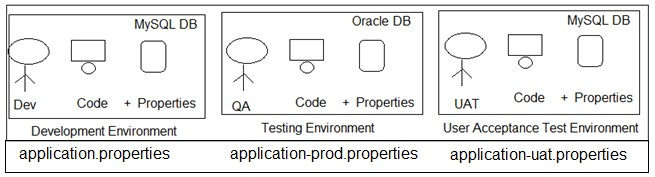 MySQL DB
Dev Code + Properties
Development Environment
Oracle DB
QA Code + Properties
Testing Environment
MySQL DB
UAT Code + Properties
User Acceptance Test Environment
application.properties
application-prod.properties
application-uat.properties